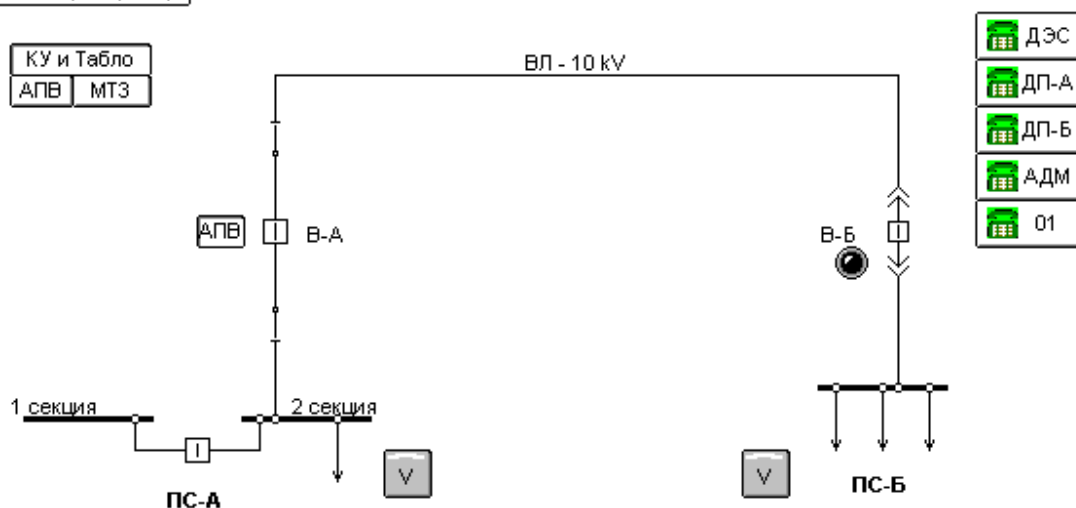 КУ и Табло
АПВ МТЗ
ВЛ - 10 kV
ДЭС
ДП-А
ДП-Б
АДМ
01
АПВ
I
В-А
В-Б
I
1 секция
2 секция
I
V
V
ПС-А
ПС-Б